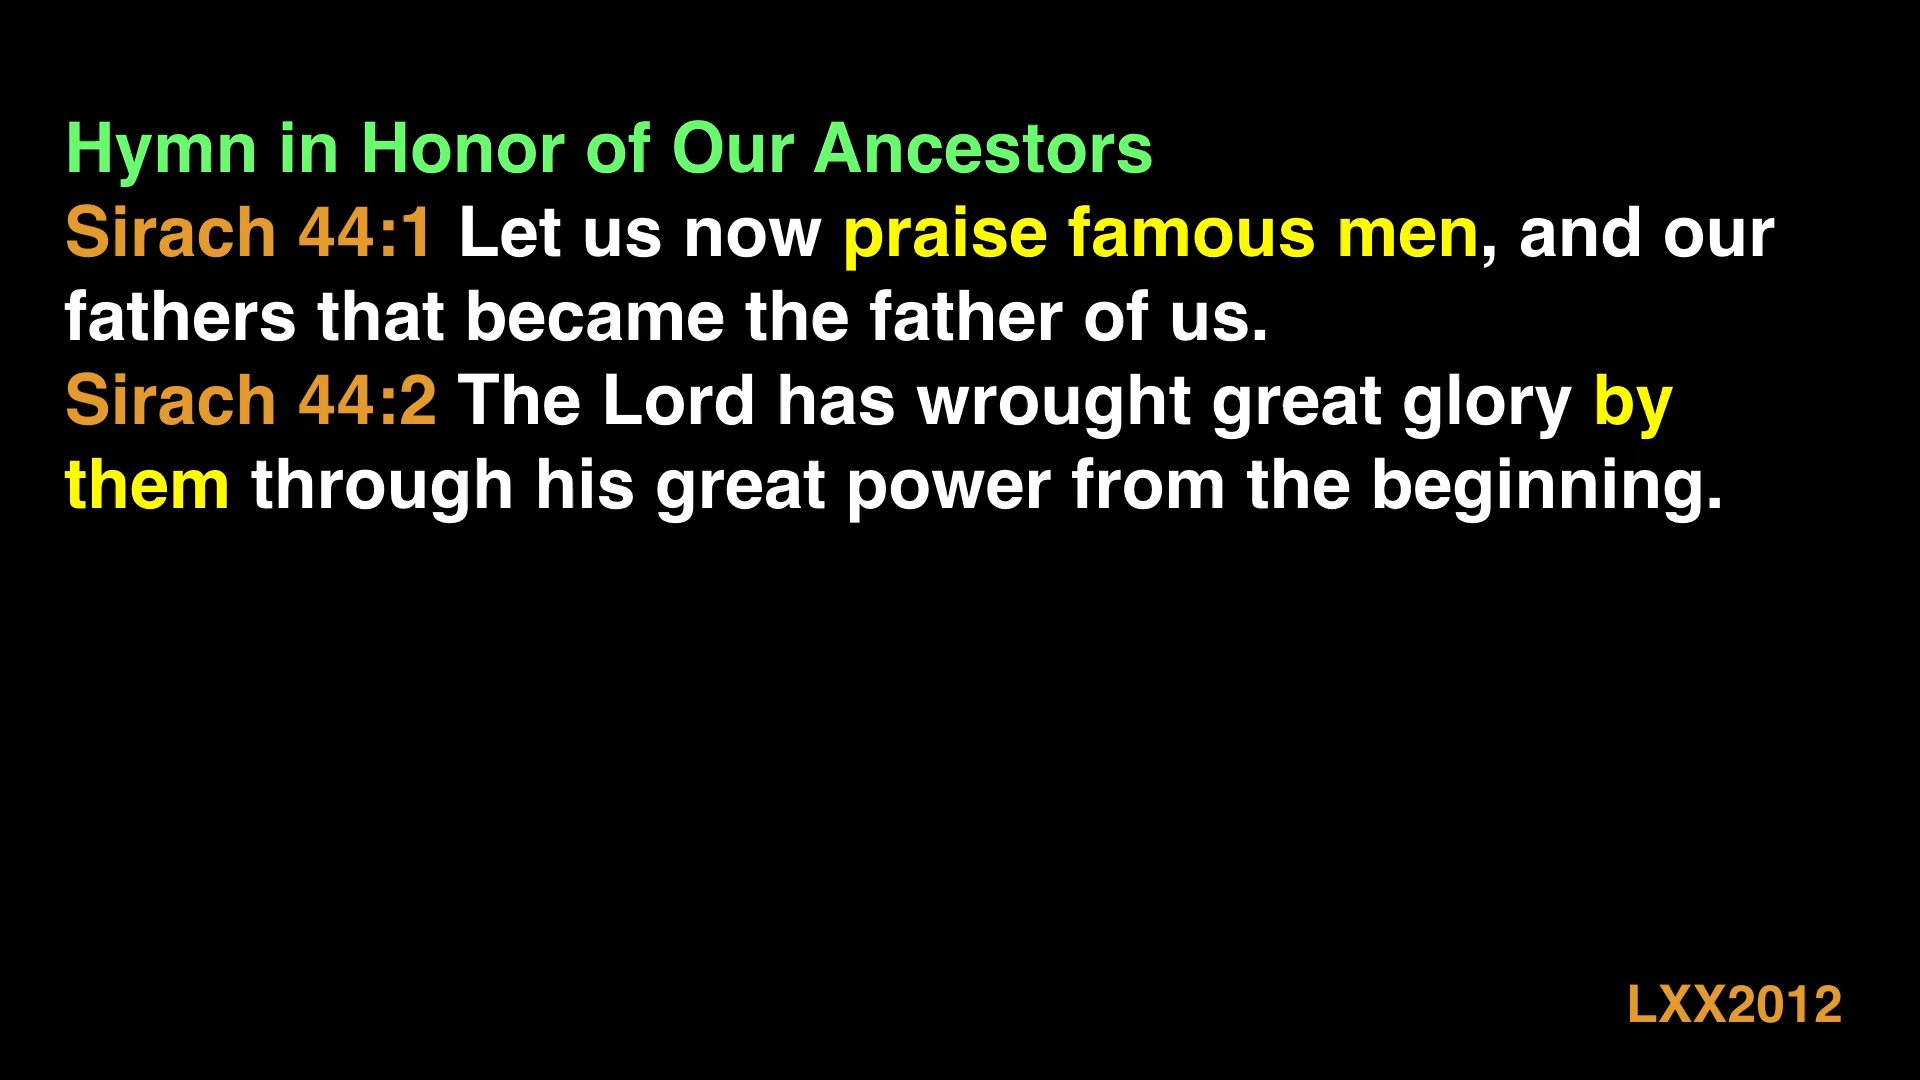 Hymn in Honor of Our Ancestors
Sirach 44:1 Let us now praise famous men, and our
fathers that became the father of us.
Sirach 44:2 The Lord has wrought great glory by
them through his great power from the beginning.
LXX2012